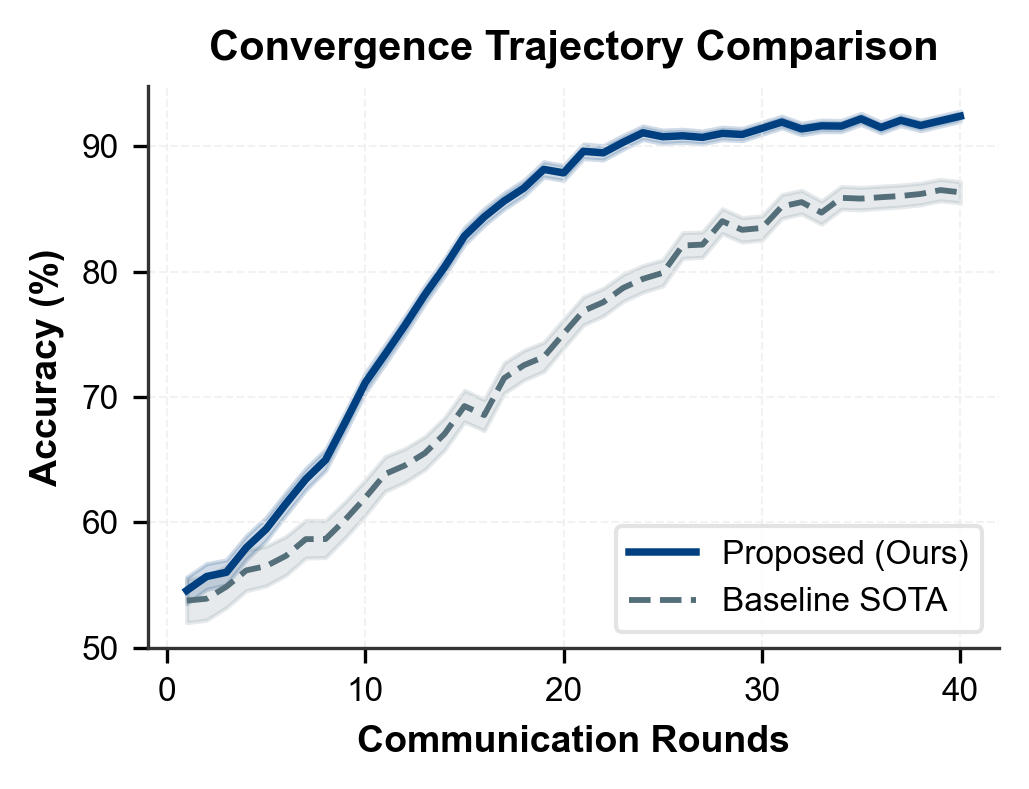 Convergence Trajectory Comparison
Accuracy (%)
90
80
70
60
50
0 10 20 30 40
Communication Rounds
Proposed (Ours)
Baseline SOTA